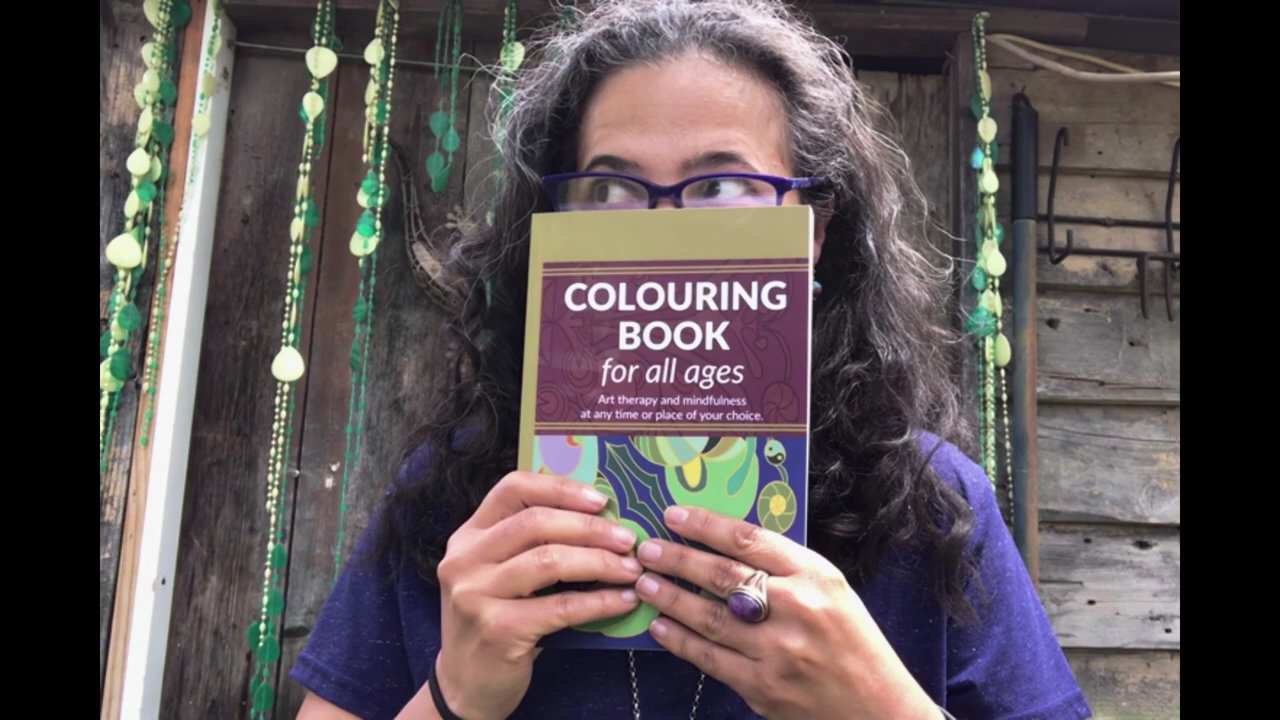 COLOURING
BOOK
for all ages
Art therapy and mindfulness
at any time or place of your choice.